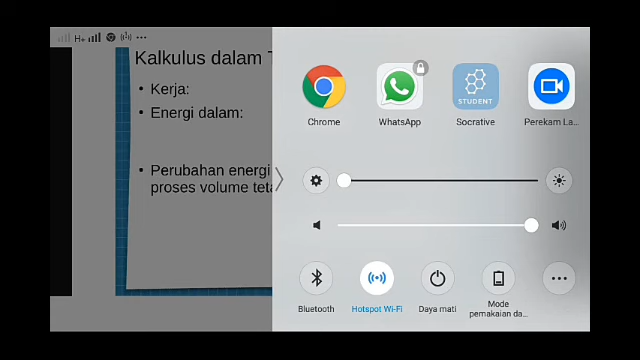 H+
Kalkulus dalam T
• Kerja:
• Energi dalam:
• Perubahan energi
proses volume teta
STUDENT
Chrome
WhatsApp
Socrative
Perekam La...
Bluetooth
Hotspot Wi-Fi
Daya mati
Mode
pemakaian da...